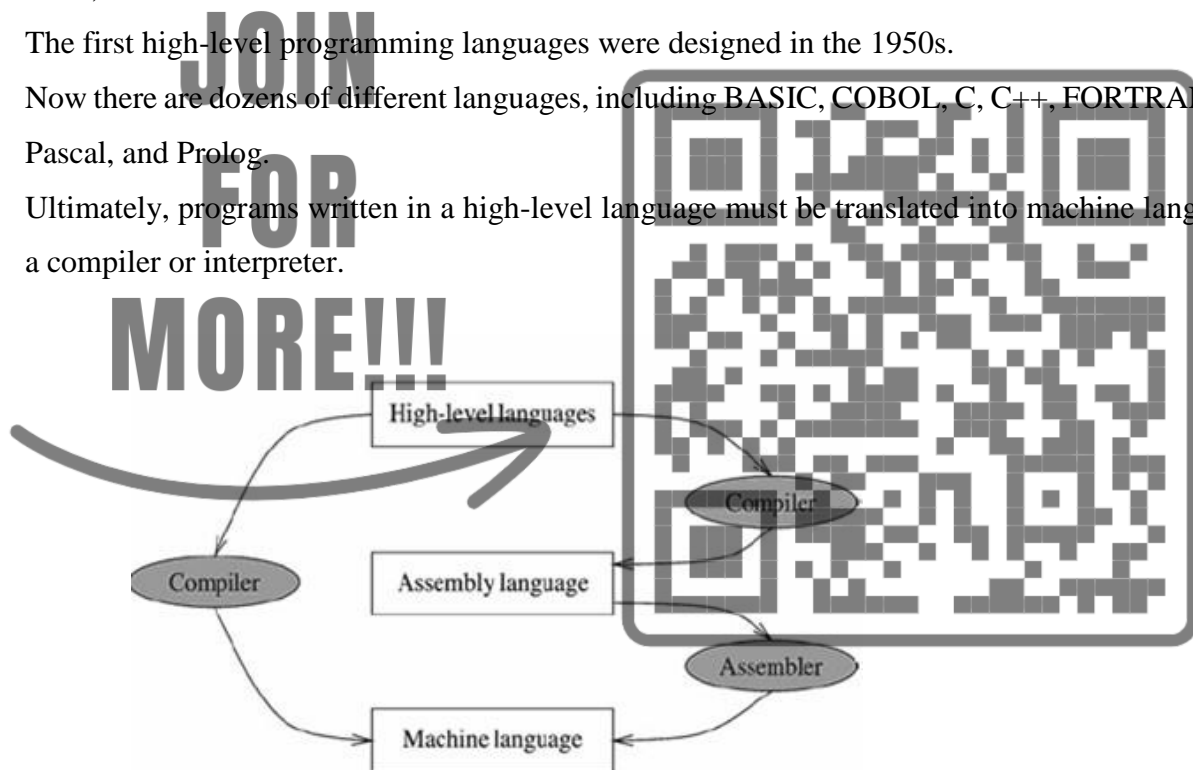 The first high-level programming languages were designed in the 1950s.
Now there are dozens of different languages, including BASIC, COBOL, C, C++,
Pascal, and Prolog.
Ultimately, programs written in a high-level language must be translated into machine
a compiler or interpreter.
JOIN
FOR
MORE!!!
High-level languages
Compiler
Compiler
Assembly language
Assembler
Machine language